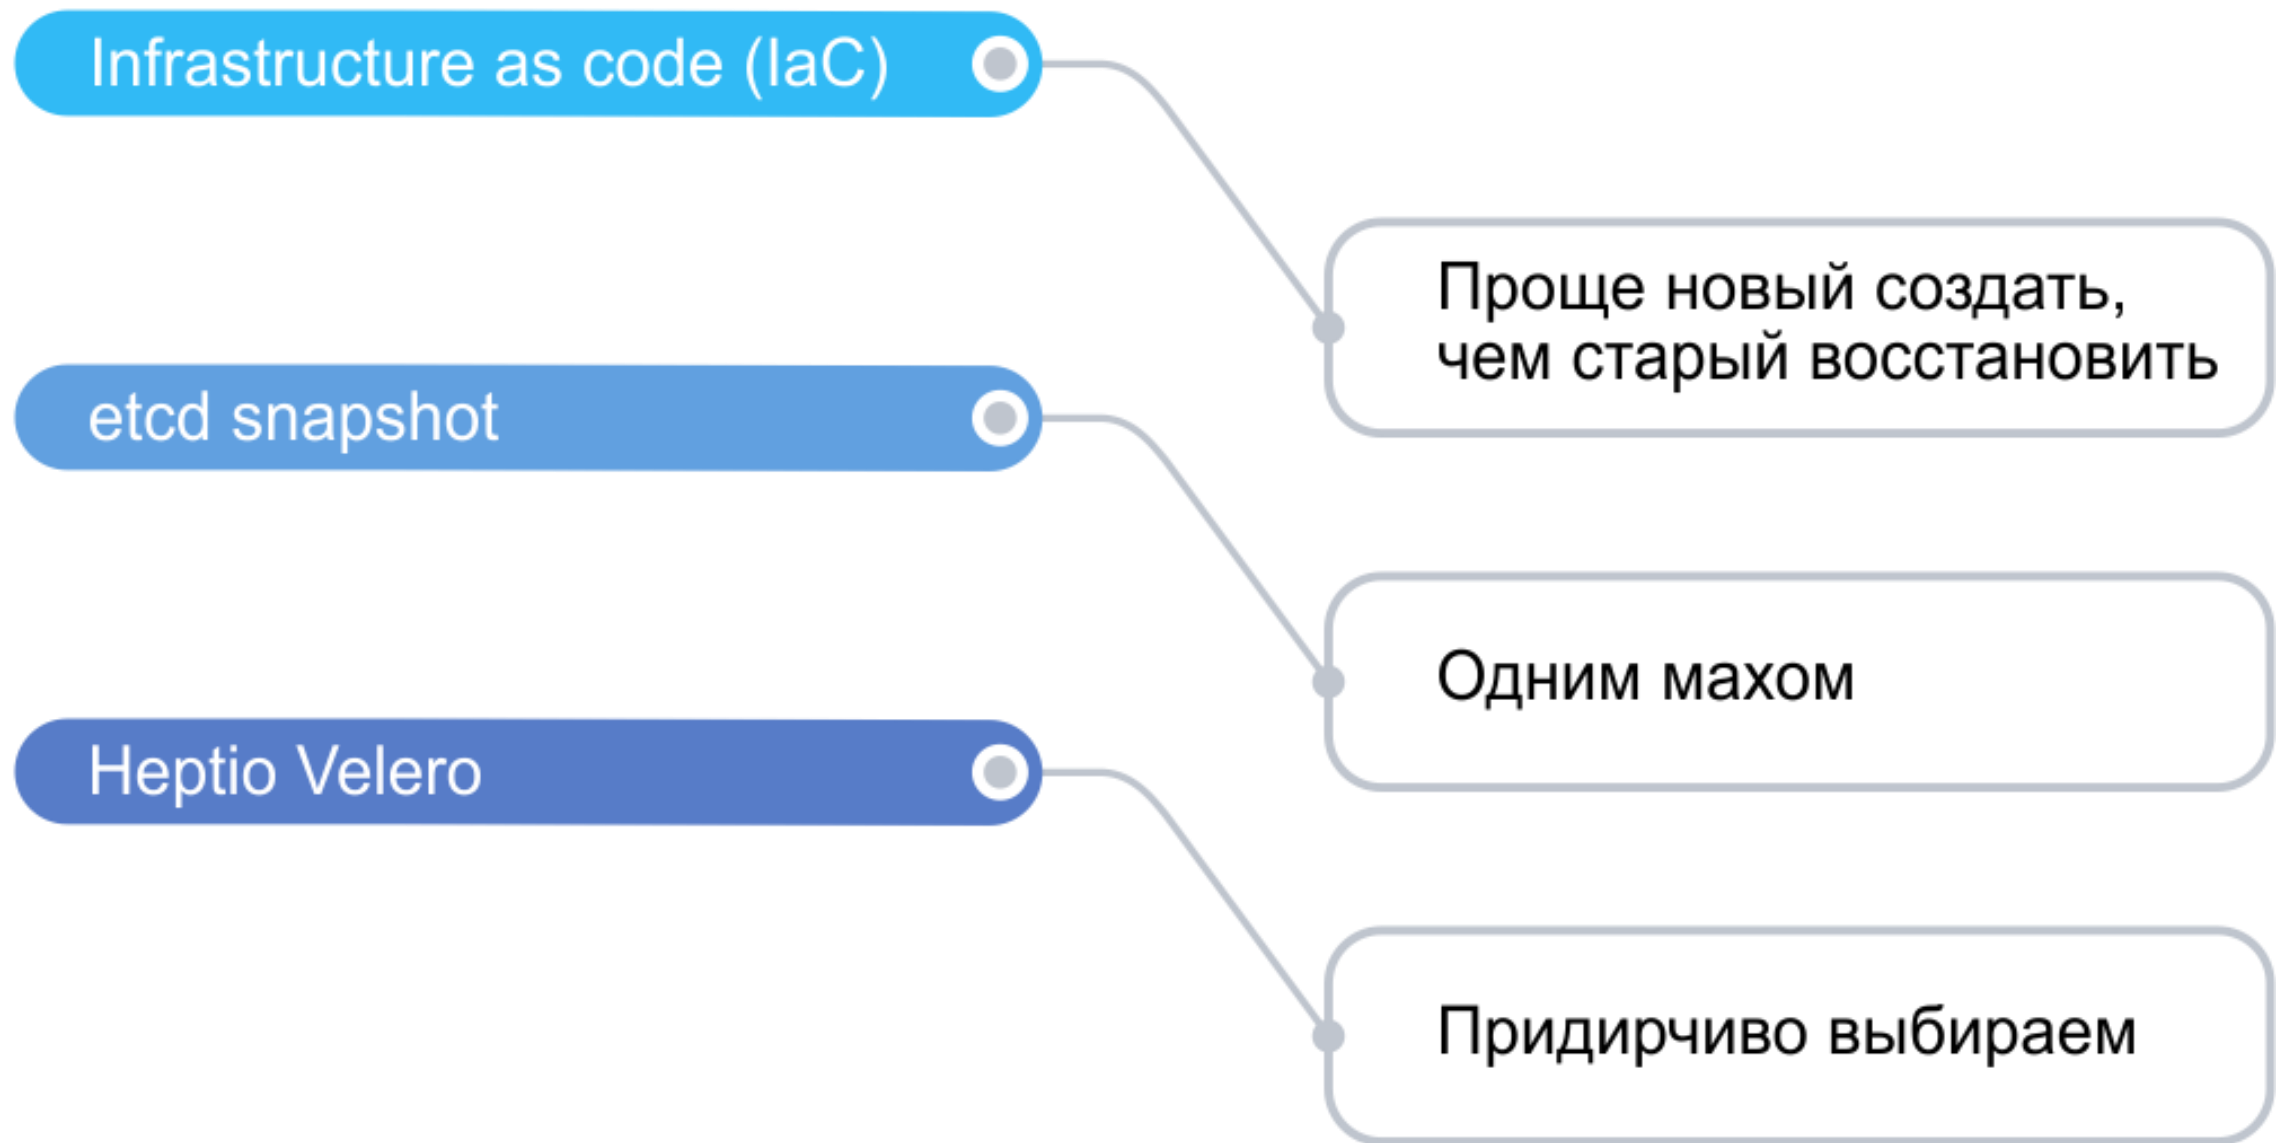 Infrastructure as code (IaC)
Проще новый создать,
чем старый восстановить
etcd snapshot
Одним махом
Heptio Velero
Придирчиво выбираем